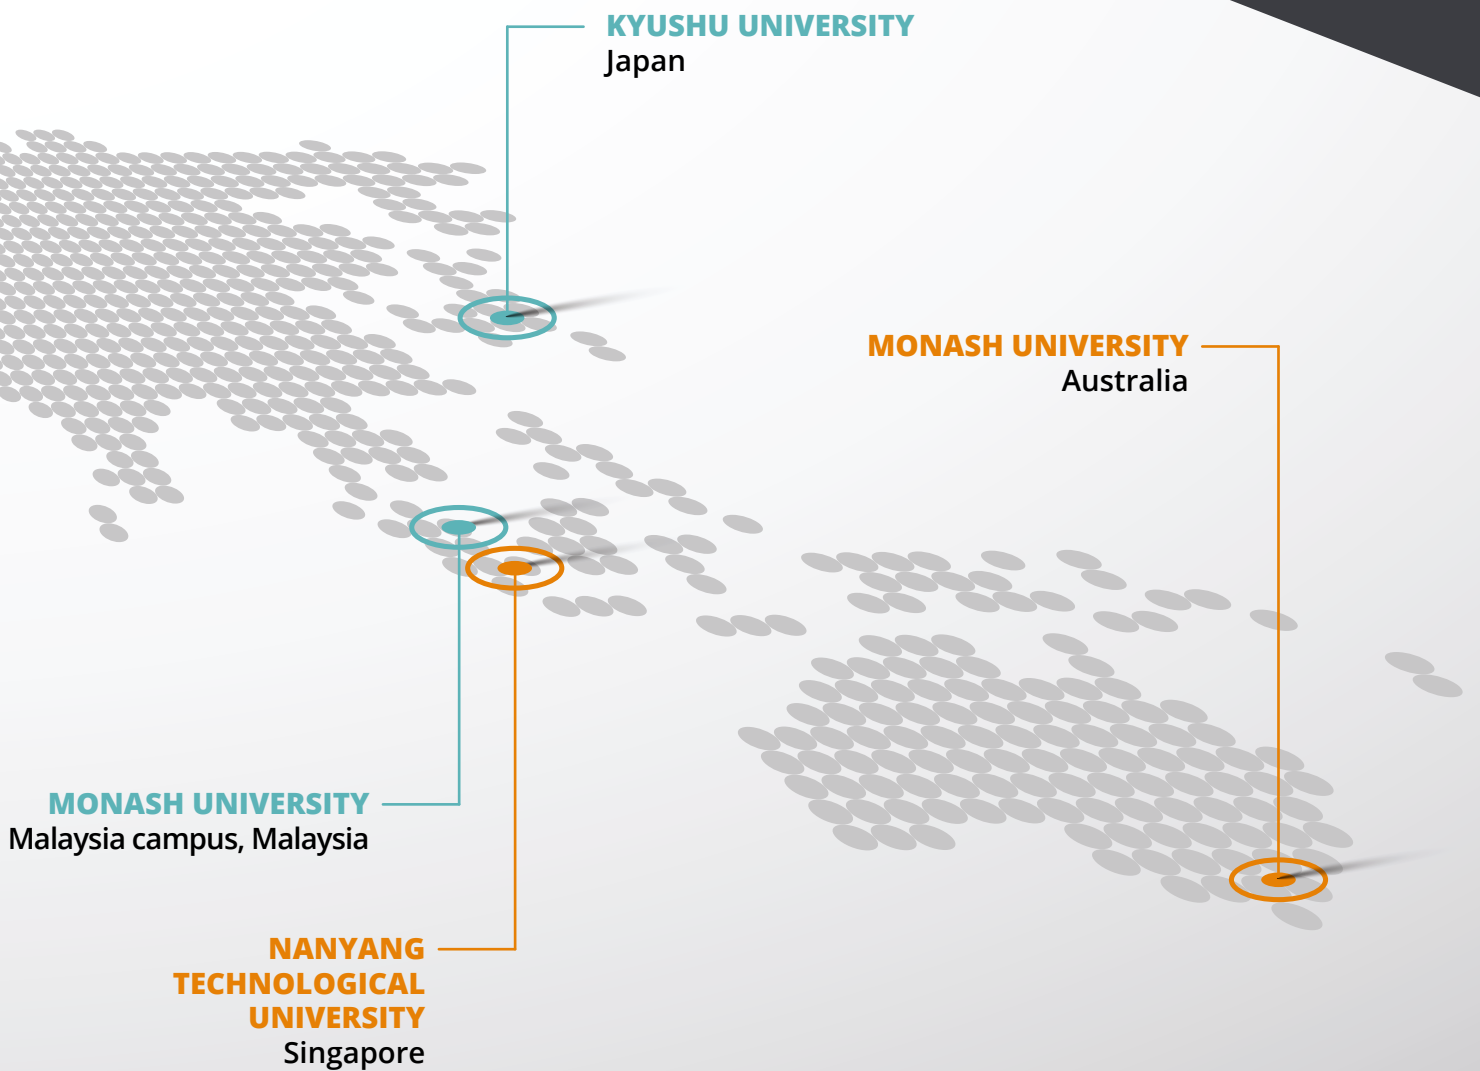 KYUSHU UNIVERSITY
Japan
MONASH UNIVERSITY
Australia
MONASH UNIVERSITY
Malaysia campus, Malaysia
NANYANG
TECHNOLOGICAL
UNIVERSITY
Singapore